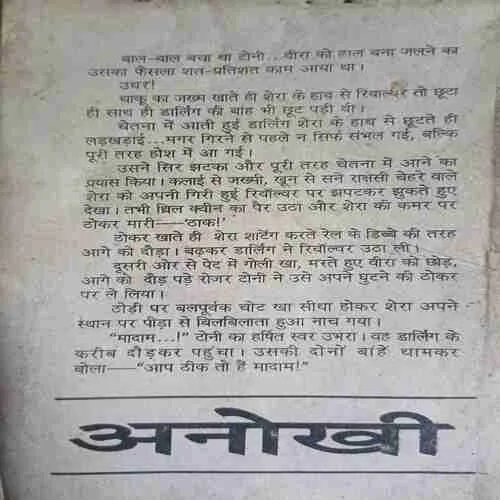 बाल-बाल बचा था टोनी...वीरा को हाल बना जलने का
उसका फैसला शत-प्रतिशत काम आया था।
उधर!
चाकू का जख्म खाते ही शेरा के हाथ से रिवाल्वर तो छूटा
ही साथ ही डार्लिंग की बांह भी छूट पड़ी थी।
चेतना में आती हुई डार्लिंग शेरा के हाथ से छूटते ही
लड़खड़ाई...मगर गिरने से पहले न सिर्फ संभल गई, बल्कि
पूरी तरह होश में आ गई।
उसने सिर झटका और पूरी तरह चेतना में आने का
प्रयास किया। कलाई से जख्मी, खून से सने राक्षसी चेहरे वाले
शेरा को अपनी गिरी हुई रिवॉल्वर पर झपटकर झुकते हुए
देखा। तभी थ्रिल क्वीन का पैर उठा और शेरा की कमर पर
ठोकर मारी—'ठाक!'
ठोकर खाते ही शेरा शंटिंग करते रेल के डिब्बे की तरह
आगे को दौड़ा। बढ़कर डार्लिंग ने रिवॉल्वर उठा ली।
दूसरी ओर से पेट में गोली खा, मरते हुए वीरा को छोड़,
आगे को दौड़ पड़े रोजर टोनी ने उसे अपने घुटने की ठोकर
पर ले लिया।
ठोड़ी पर बलपूर्वक चोट खा सीधा होकर शेरा अपने
स्थान पर पीड़ा से बिलबिलाता हुआ नाच गया।
"मादाम...!" टोनी का हर्षित स्वर उभरा। वह डार्लिंग के
करीब दौड़कर पहुंचा। उसकी दोनों बांहें थामकर
बोला—"आप ठीक तो हैं मादाम!"
अनोखी